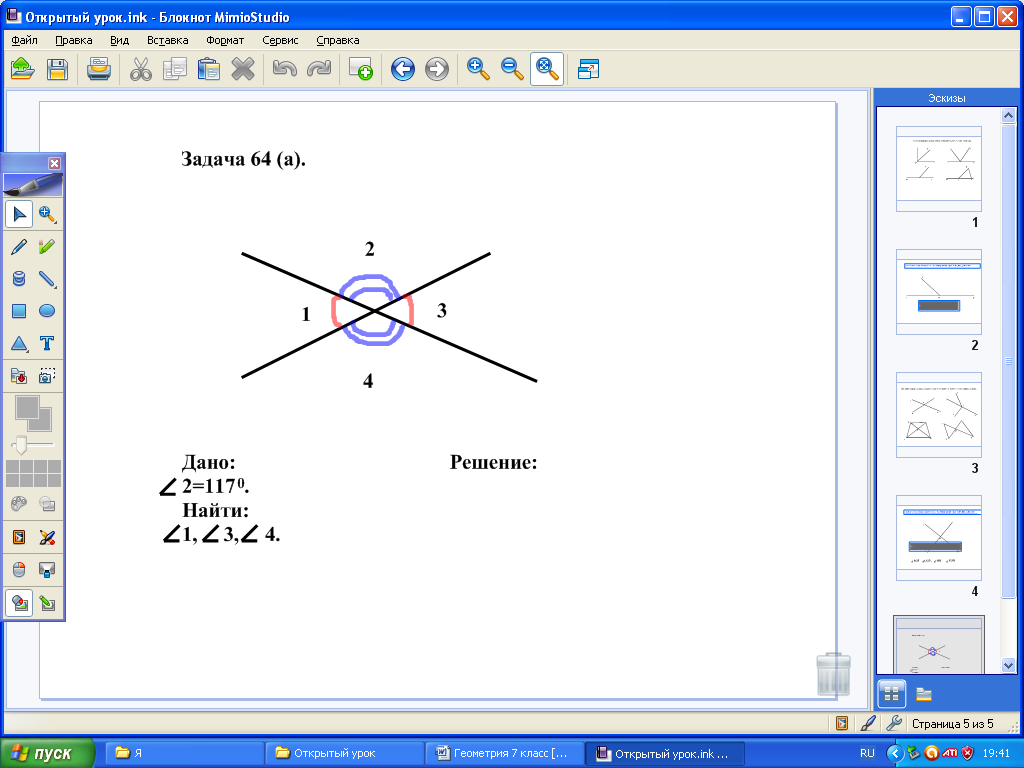 Открытый урок.ink - Блокнот MimioStudio
Файл Правка Вид Вставка Формат Сервис Справка
Эскизы
Задача 64 (а).
2
1
3
4
Дано:
∠ 2=117⁰.
Найти:
∠1, ∠ 3,∠ 4.
Решение:
1
2
3
4
Страница 5 из 5
пуск
Я
Открытый урок
Геометрия 7 класс [...
Открытый урок.ink ...
RU
ATI
19:41